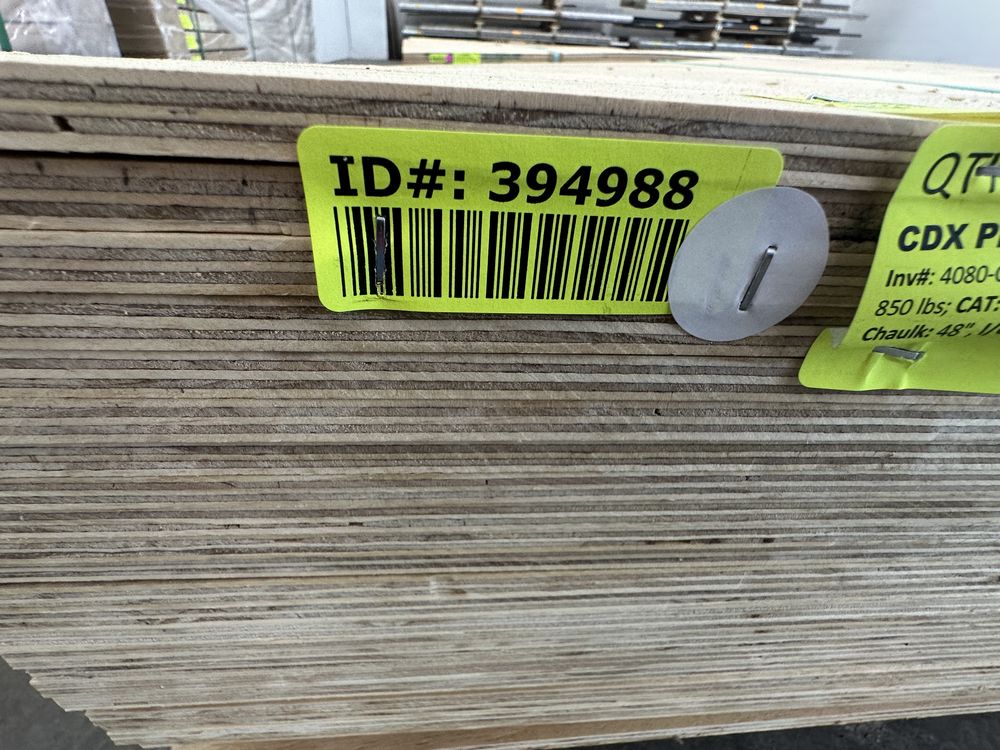 ID#: 394988
QT
CDX
Inv#: 4080-
850 lbs; CAT:
Chaulk: 48",